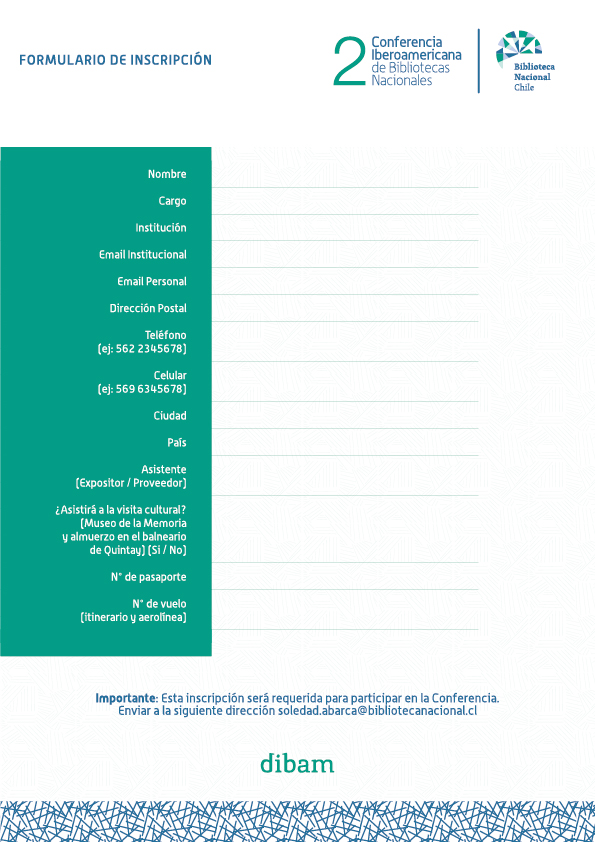 FORMULARIO DE INSCRIPCIÓN
2
Conferencia
Iberoamericana
de Bibliotecas
Nacionales
Biblioteca
Nacional
Chile
Nombre
Cargo
Institución
Email Institucional
Email Personal
Dirección Postal
Teléfono
(ej: 562 2345678)
Celular
(ej: 569 6345678)
Ciudad
País
Asistente
(Expositor / Proveedor)
¿Asistirá a la visita cultural?
(Museo de la Memoria
y almuerzo en el balneario
de Quintay) (Si / No)
N° de pasaporte
N° de vuelo
(itinerario y aerolínea)
Importante: Esta inscripción será requerida para participar en la Conferencia.
Enviar a la siguiente dirección soledad.abarca@bibliotecanacional.cl
dibam